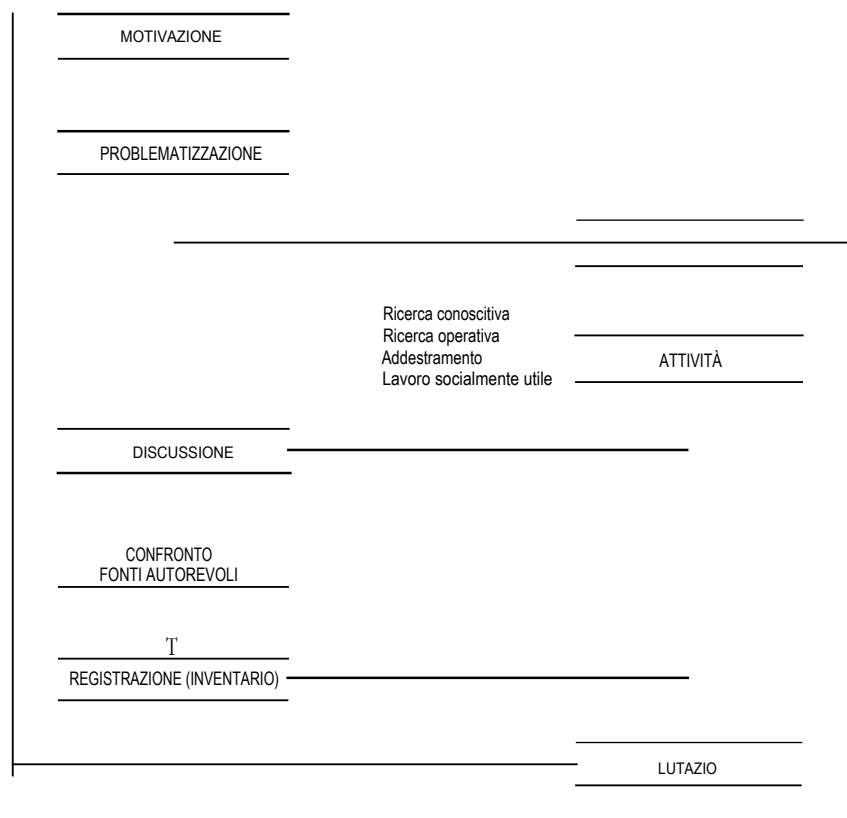 MOTIVAZIONE
PROBLEMATIZZAZIONE
Ricerca conoscitiva
Ricerca operativa
Addestramento
Lavoro socialmente utile
ATTIVITÀ
DISCUSSIONE
CONFRONTO
FONTI AUTOREVOLI
T
REGISTRAZIONE (INVENTARIO)
LUTAZIO